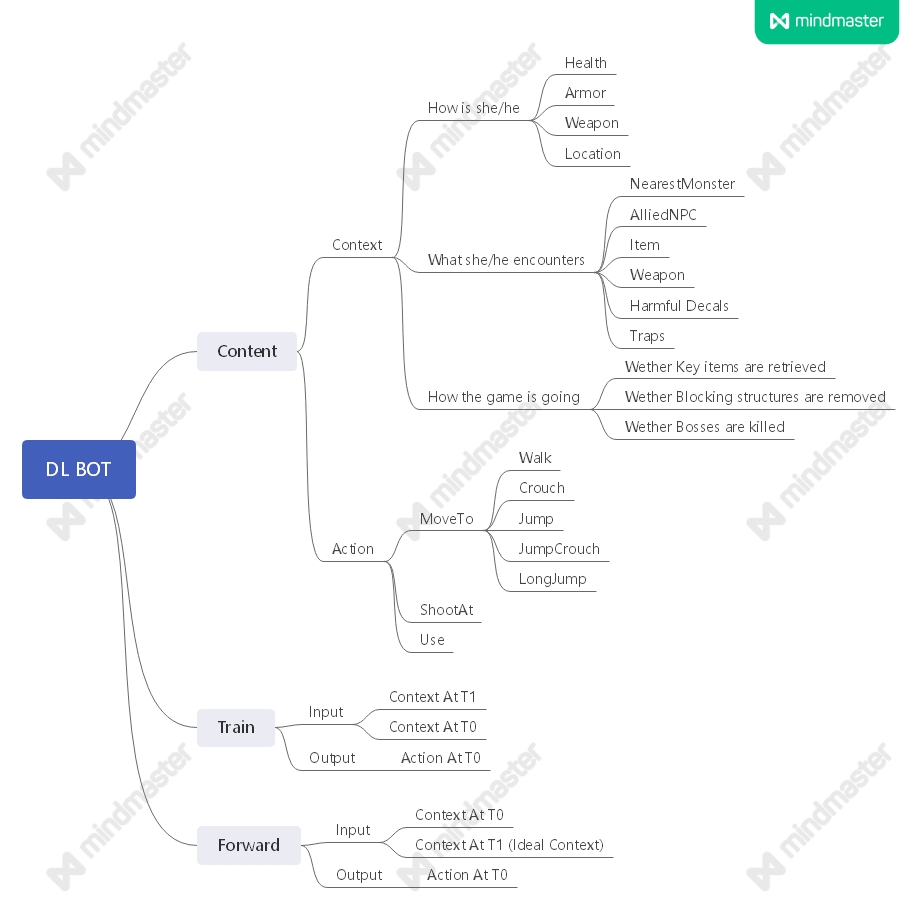 mindmaster
DL BOT
Content
Context
How is she/he
Health
Armor
Weapon
Location
What she/he encounters
NearestMonster
AlliedNPC
Item
Weapon
Harmful Decals
Traps
How the game is going
Wether Key items are retrieved
Wether Blocking structures are removed
Wether Bosses are killed
Action
MoveTo
Walk
Crouch
Jump
JumpCrouch
LongJump
ShootAt
Use
Train
Input
Context At T1
Context At T0
Output
Action At T0
Forward
Input
Context At T0
Context At T1 (Ideal Context)
Output
Action At T0
mindmaster
mindmaster
mindmaster
mindmaster
mindmaster
mindmaster
mindmaster
mindmaster
mindmaster